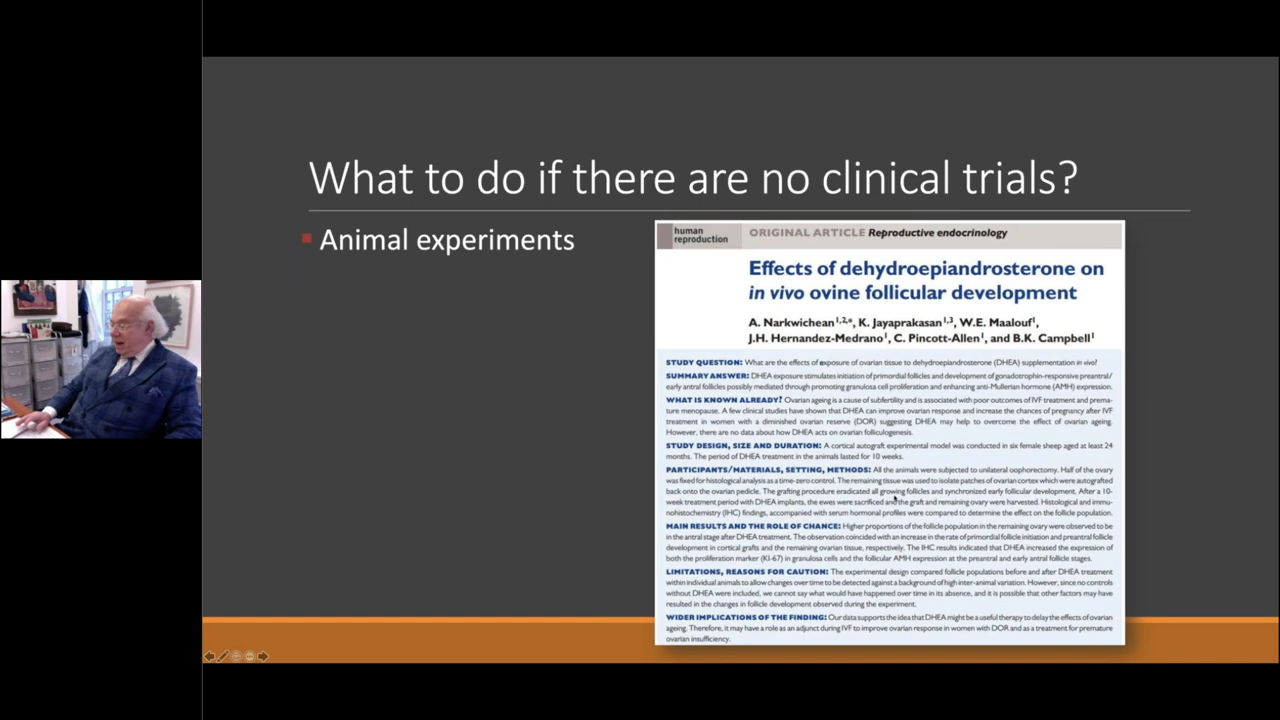 What to do if there are no clinical trials?
Animal experiments
human
reproduction
ORIGINAL ARTICLE Reproductive endocrinology
Effects of dehydroepiandrosterone on
in vivo ovine follicular development
A. Narkwichean1,2,*, K. Jayaprakasan1,3, W.E. Maalouf1,
J.H. Hernandez-Medrano1, C. Pincott-Allen1, and B.K. Campbell1
STUDY QUESTION: What are the effects of exposure of ovarian tissue to dehydroepiandrosterone (DHEA) supplementation in vivo?
SUMMARY ANSWER: DHEA exposure stimulates initiation of primordial follicles and development of gonadotrophin-responsive preantral/
early antral follicles possibly mediated through promoting granulosa cell proliferation and enhancing anti-Mullerian hormone (AMH) expression.
WHAT IS KNOWN ALREADY? Ovarian ageing is a cause of subfertility and is associated with poor outcomes of IVF treatment and prema-
ture menopause. A few clinical studies have shown that DHEA can improve ovarian response and increase the chances of pregnancy after IVF
treatment in women with a diminished ovarian reserve (DOR) suggesting DHEA may help to overcome the effect of ovarian ageing.
However, there are no data about how DHEA acts on ovarian folliculogenesis.
STUDY DESIGN, SIZE AND DURATION: A cortical autograft experimental model was conducted in six female sheep aged at least 24
months. The period of DHEA treatment in the animals lasted for 10 weeks.
PARTICIPANTS/MATERIALS, SETTING, METHODS: All the animals were subjected to unilateral oophorectomy. Half of the ovary
was fixed for histological analysis as a time-zero control. The remaining tissue was used to isolate patches of ovarian cortex which were autografted
back onto the ovarian pedicle. The grafting procedure eradicated all growing follicles and synchronized early follicular development. After a 10-
week treatment period with DHEA implants, the ewes were sacrificed and the graft and remaining ovary were harvested. Histological and immu-
nohistochemistry (IHC) findings, accompanied with serum hormonal profiles were compared to determine the effect on the follicle population.
MAIN RESULTS AND THE ROLE OF CHANCE: Higher proportions of the follicle population in the remaining ovary were observed to be
in the antral stage after DHEA treatment. The observation coincided with an increase in the rate of primordial follicle initiation and preantral follicle
development in cortical grafts and the remaining ovarian tissue, respectively. The IHC results indicated that DHEA increased the expression of
both the proliferation marker (KI-67) in granulosa cells and the follicular AMH expression at the preantral and early antral follicle stages.
LIMITATIONS, REASONS FOR CAUTION: The experimental design compared follicle populations before and after DHEA treatment
within individual animals to allow changes over time to be detected against a background of high inter-animal variation. However, since no controls
without DHEA were included, we cannot say what would have happened over time in its absence, and it is possible that other factors may have
resulted in the changes in follicle development observed during the experiment.
WIDER IMPLICATIONS OF THE FINDING: Our data supports the idea that DHEA might be a useful therapy to delay the effects of ovarian
ageing. Therefore, it may have a role as an adjunct during IVF to improve ovarian response in women with DOR and as a treatment for premature
ovarian insufficiency.